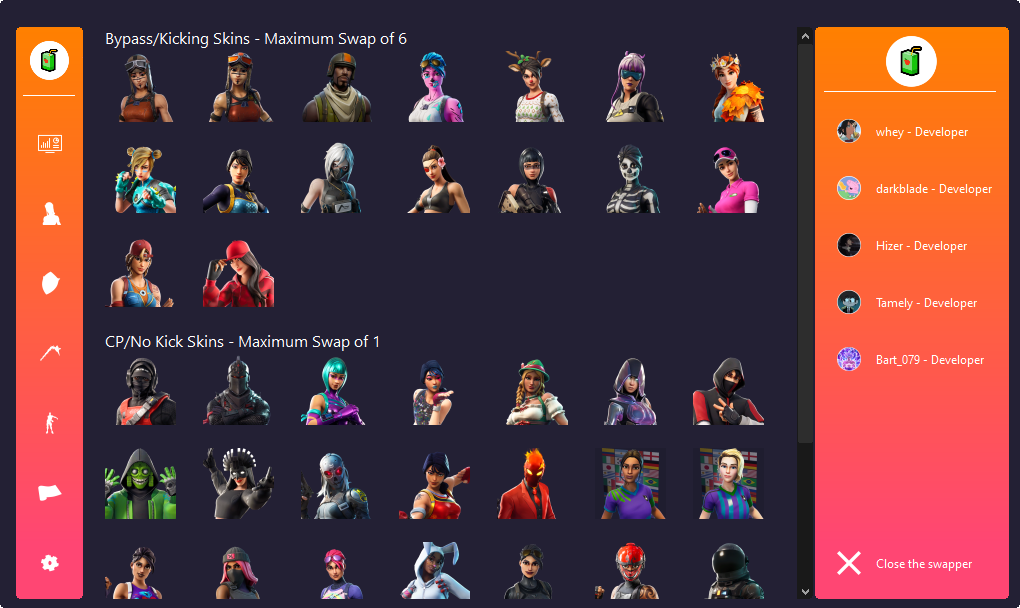 Bypass/Kicking Skins - Maximum Swap of 6
CP/No Kick Skins - Maximum Swap of 1
whey - Developer
darkblade - Developer
Hizer - Developer
Tamely - Developer
Bart_079 - Developer
Close the swapper